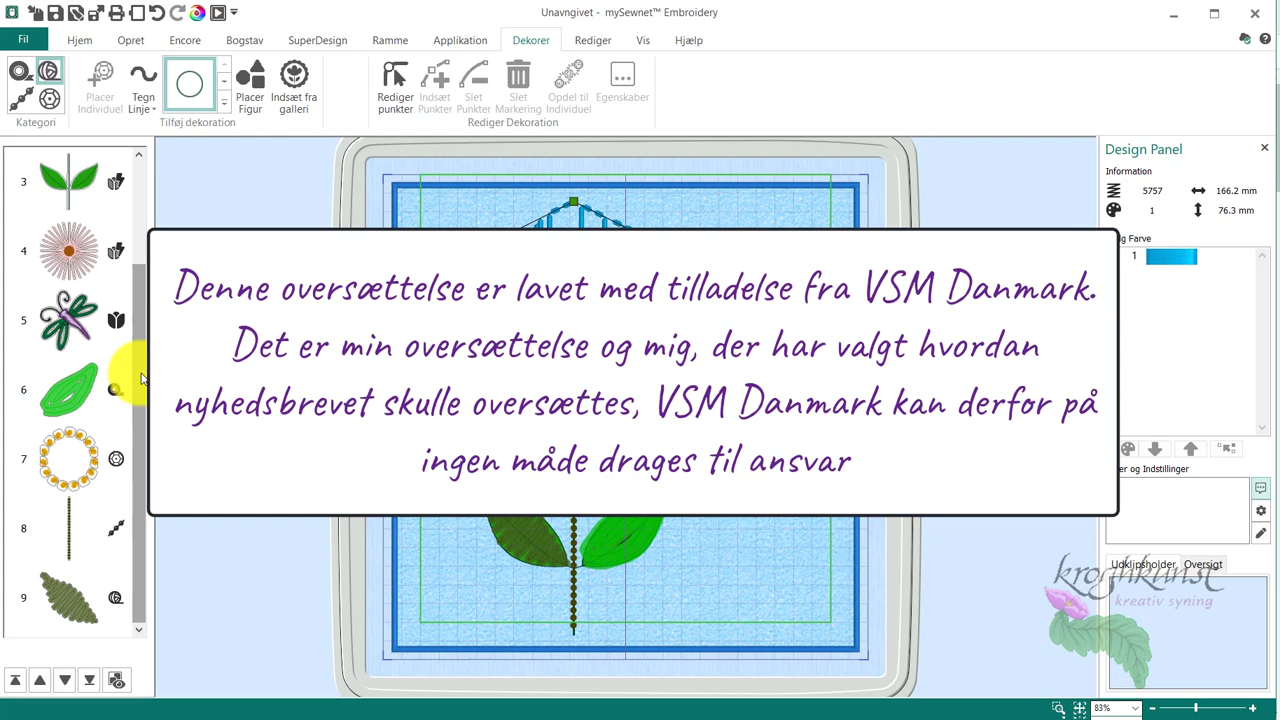 Unavngivet - mySewnet™ Embroidery
Fil Hjem Opret Encore Bogstav SuperDesign Ramme Applikation Dekorer Rediger Vis Hjælp
Placer Individuel
Tegn Linje
Placer Figur
Indsæt fra galleri
Rediger punkter
Indsæt Punkter
Slet Punkter
Slet Markering
Opdel til Individuel
Egenskaber
Kategori Tilføj dekoration Rediger Dekoration
Design Panel
Information
5757 166.2 mm
1 76.3 mm
lg Farve
1
3
4
5
6
7
8
9
Denne oversættelse er lavet med tilladelse fra VSM Danmark.
Det er min oversættelse og mig, der har valgt hvordan
nyhedsbrevet skulle oversættes, VSM Danmark kan derfor på
ingen måde drages til ansvar
er og Indstillinger
Udklipsholder Oversigt
kroghkunst
kreativ syning
83%